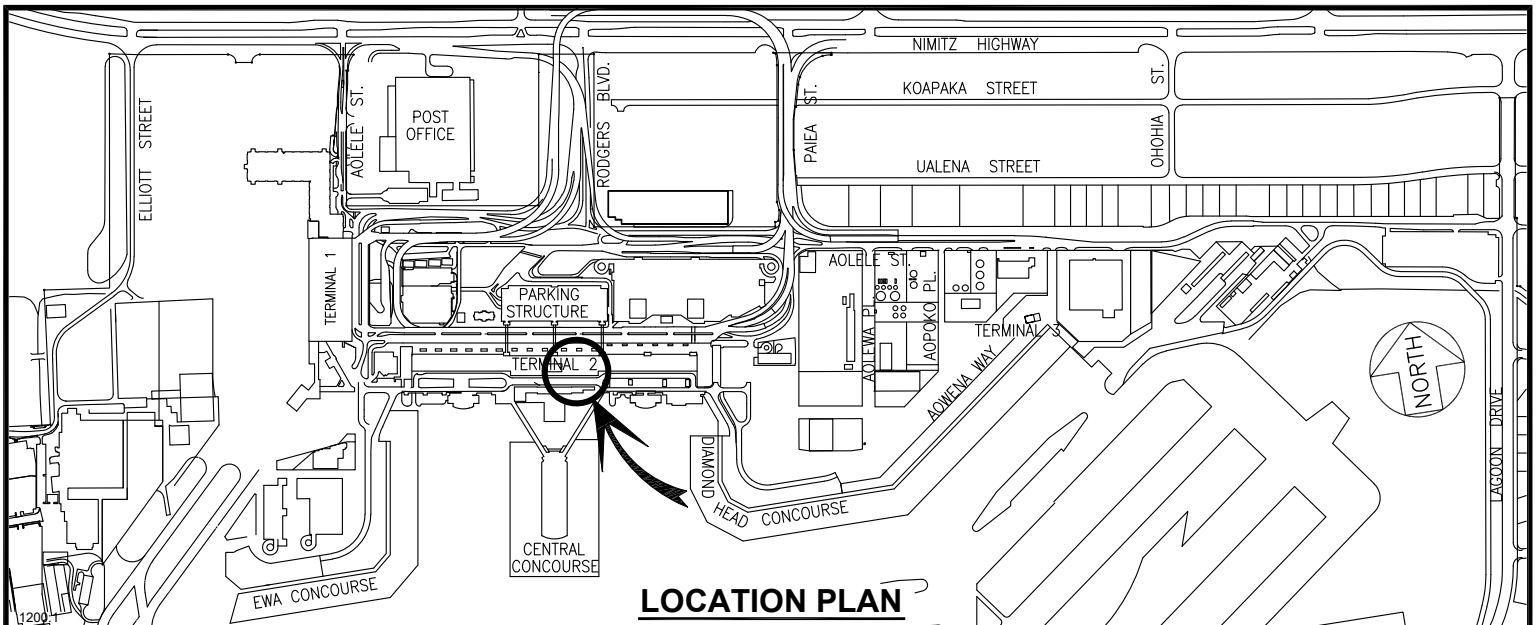 NIMITZ HIGHWAY
KOAPAKA STREET
UALENA STREET
ELLIOTT STREET
AOLELE ST.
POST
OFFICE
RODGERS BLVD.
PAIEA ST.
OHOHIA ST.
TERMINAL 1
PARKING
STRUCTURE
TERMINAL 2
AOLELE ST.
AOLEWA PL.
AOPOKO PL.
TERMINAL 3
AOWENA WAY
NORTH
LAGOON DRIVE
DIAMOND HEAD CONCOURSE
CENTRAL
CONCOURSE
EWA CONCOURSE
LOCATION PLAN
1200.1